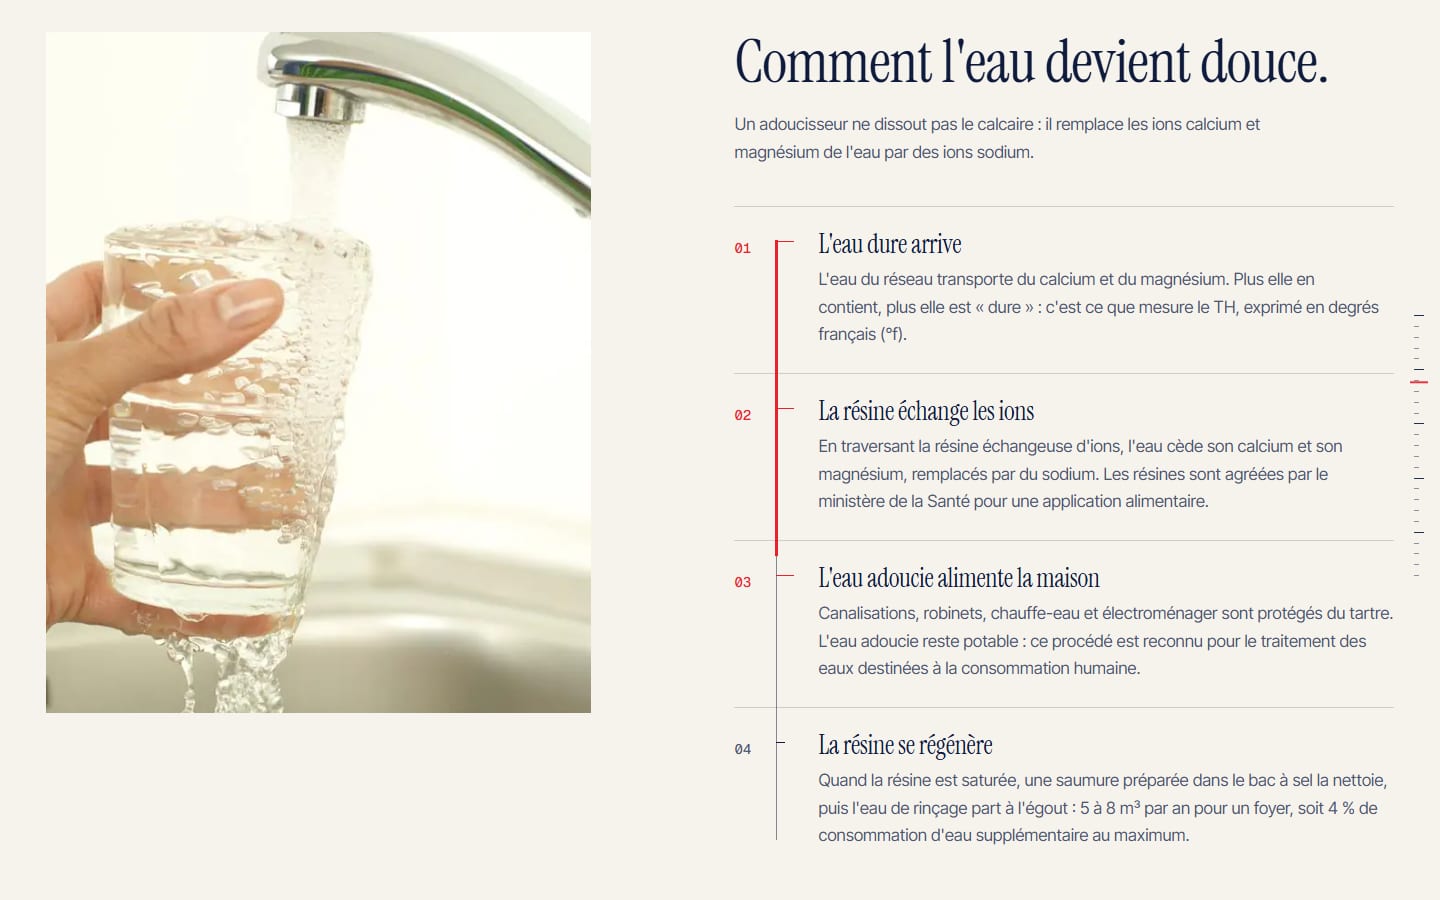 Comment l'eau devient douce.
Un adoucisseur ne dissout pas le calcaire : il remplace les ions calcium et
magnésium de l'eau par des ions sodium.
01
L'eau dure arrive
L'eau du réseau transporte du calcium et du magnésium. Plus elle en
contient, plus elle est « dure » : c'est ce que mesure le TH, exprimé en degrés
français (°f).
02
La résine échange les ions
En traversant la résine échangeuse d'ions, l'eau cède son calcium et son
magnésium, remplacés par du sodium. Les résines sont agréées par le
ministère de la Santé pour une application alimentaire.
03
L'eau adoucie alimente la maison
Canalisations, robinets, chauffe-eau et électroménager sont protégés du tartre.
L'eau adoucie reste potable : ce procédé est reconnu pour le traitement des
eaux destinées à la consommation humaine.
04
La résine se régénère
Quand la résine est saturée, une saumure préparée dans le bac à sel la nettoie,
puis l'eau de rinçage part à l'égout : 5 à 8 m³ par an pour un foyer, soit 4 % de
consommation d'eau supplémentaire au maximum.